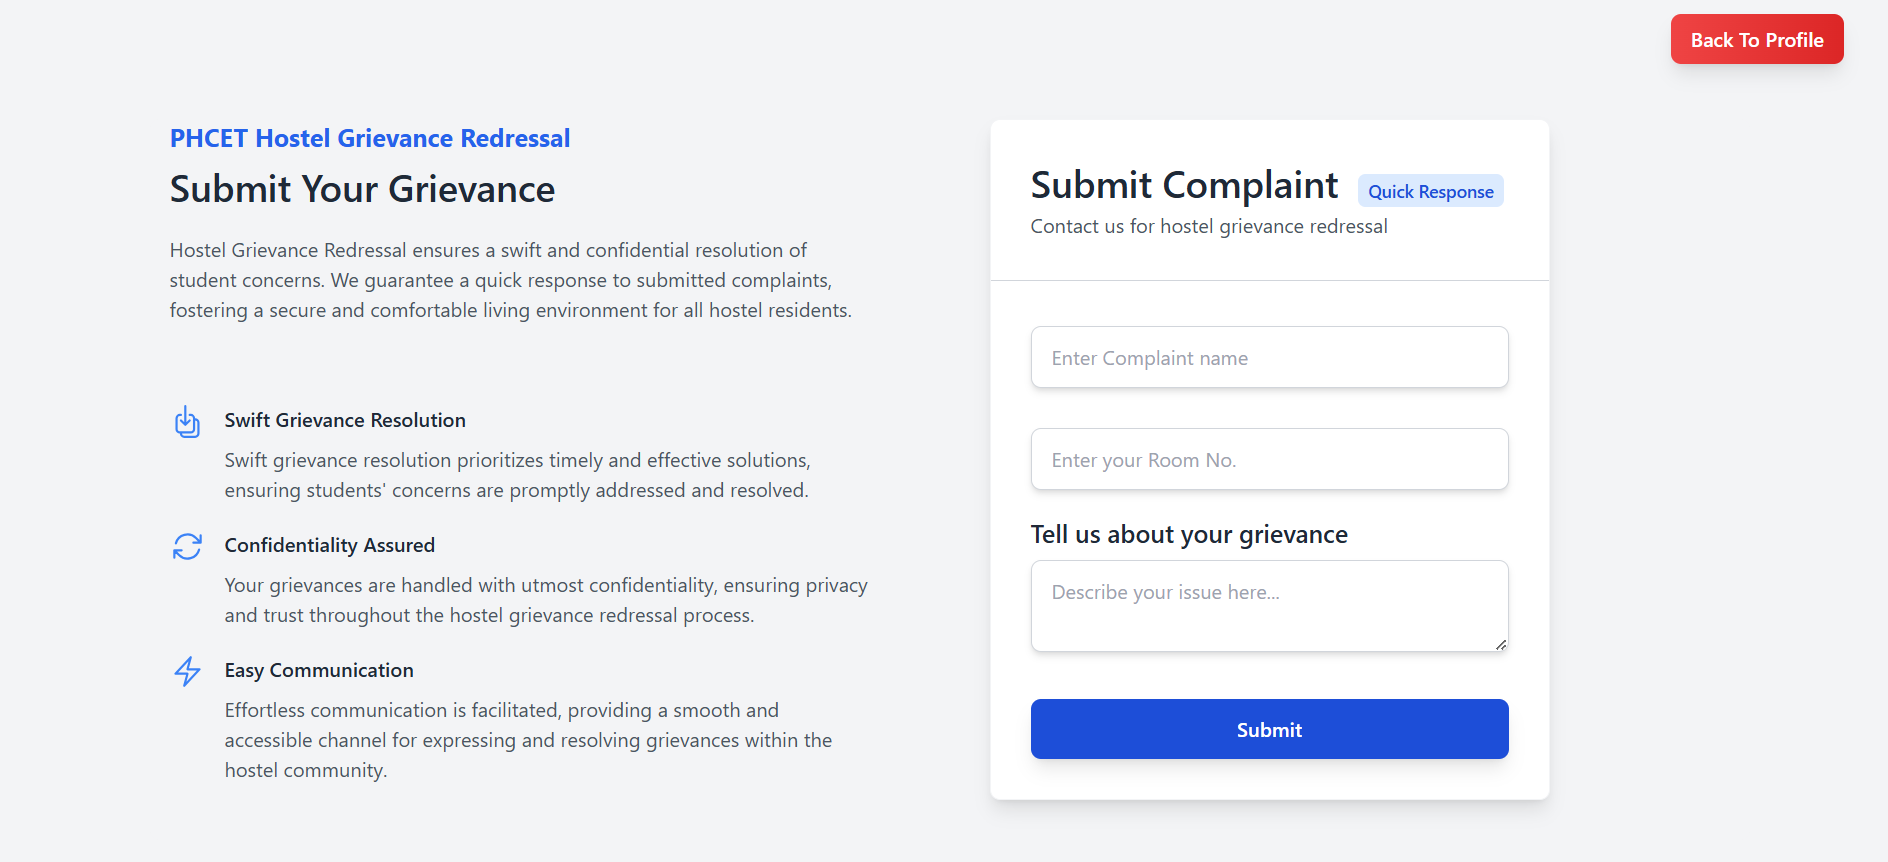 Back To Profile
PHCET Hostel Grievance Redressal
Submit Your Grievance
Hostel Grievance Redressal ensures a swift and confidential resolution of
student concerns. We guarantee a quick response to submitted complaints,
fostering a secure and comfortable living environment for all hostel residents.
Swift Grievance Resolution
Swift grievance resolution prioritizes timely and effective solutions,
ensuring students' concerns are promptly addressed and resolved.
Confidentiality Assured
Your grievances are handled with utmost confidentiality, ensuring privacy
and trust throughout the hostel grievance redressal process.
Easy Communication
Effortless communication is facilitated, providing a smooth and
accessible channel for expressing and resolving grievances within the
hostel community.
Submit Complaint Quick Response
Contact us for hostel grievance redressal
Enter Complaint name
Enter your Room No.
Tell us about your grievance
Describe your issue here...
Submit